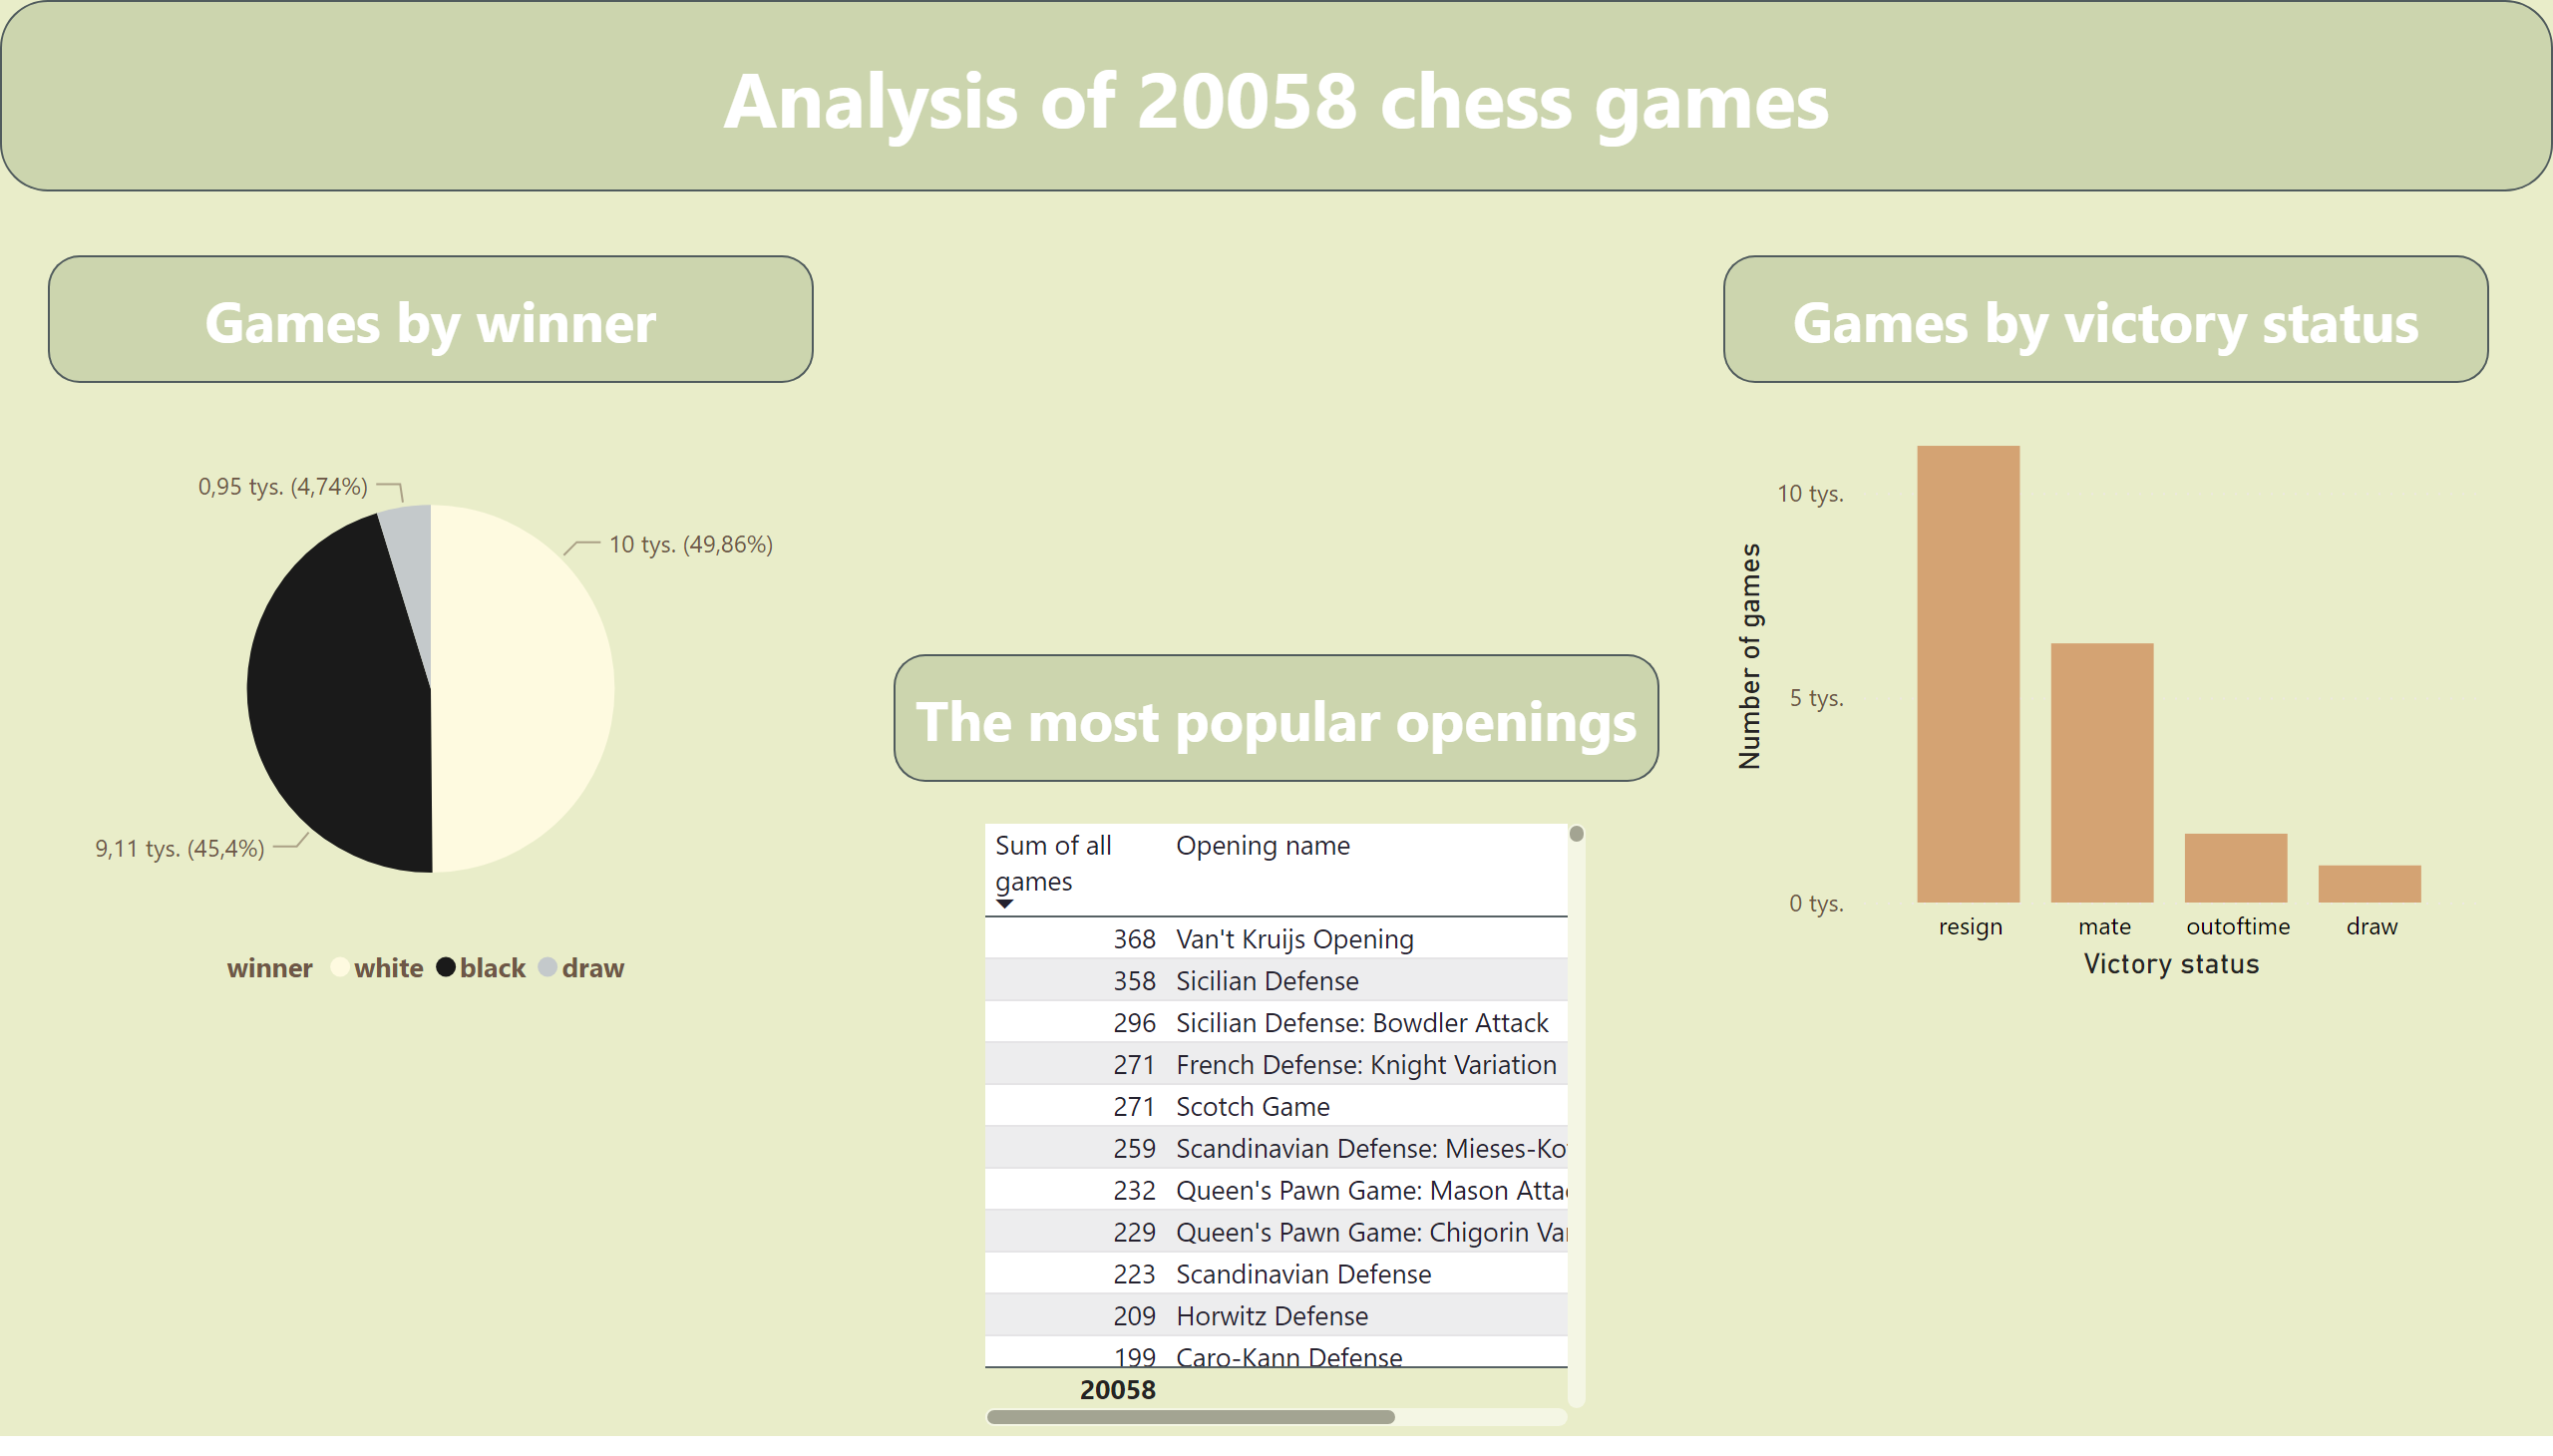 Analysis of 20058 chess games
Games by winner
0,95 tys. (4,74%)
10 tys. (49,86%)
9,11 tys. (45,4%)
winner white black draw
The most popular openings
Sum of all games Opening name
368 Van't Kruijs Opening
358 Sicilian Defense
296 Sicilian Defense: Bowdler Attack
271 French Defense: Knight Variation
271 Scotch Game
259 Scandinavian Defense: Mieses-Ko
232 Queen's Pawn Game: Mason Atta
229 Queen's Pawn Game: Chigorin Va
223 Scandinavian Defense
209 Horwitz Defense
199 Caro-Kann Defense
20058
Games by victory status
Number of games
10 tys.
5 tys.
0 tys.
resign mate outoftime draw
Victory status